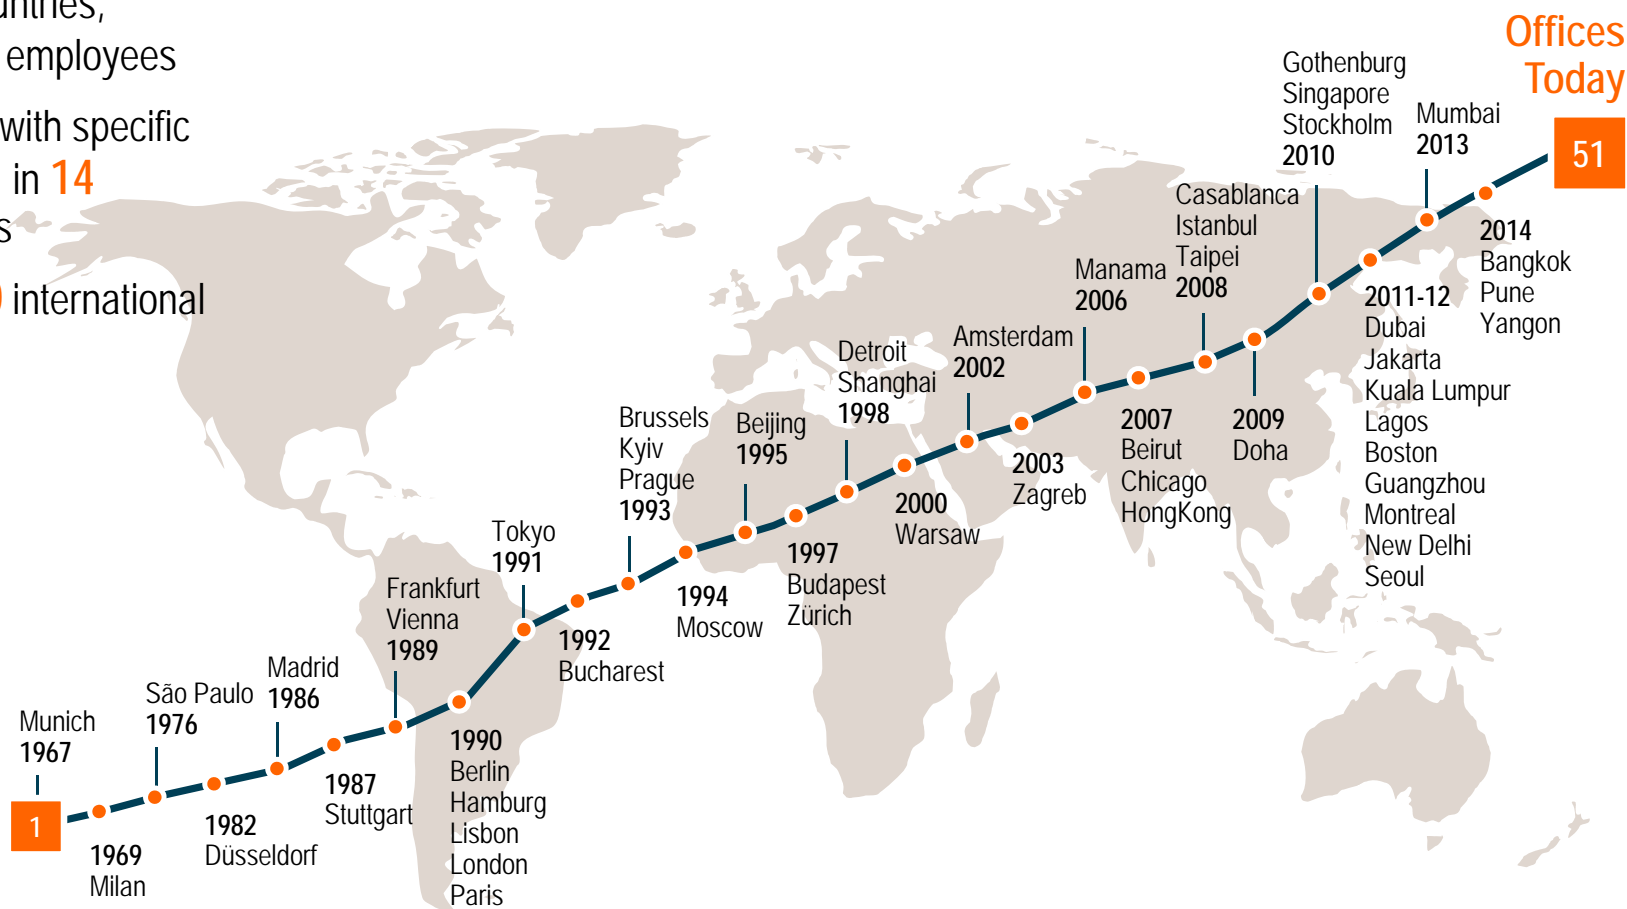 untries,
employees
with specific
in 14
s
international
Offices
Today
51
Gothenburg
Singapore
Stockholm
2010
Mumbai
2013
2014
Bangkok
Pune
Yangon
Casablanca
Istanbul
Taipei
2008
Manama
2006
2011-12
Dubai
Jakarta
Kuala Lumpur
Lagos
Boston
Guangzhou
Montreal
New Delhi
Seoul
Amsterdam
2002
Detroit
Shanghai
1998
2007
Beirut
Chicago
HongKong
2009
Doha
Brussels
Kyiv
Prague
1993
Beijing
1995
2003
Zagreb
2000
Warsaw
Tokyo
1991
1997
Budapest
Zürich
Frankfurt
Vienna
1989
1994
Moscow
1992
Bucharest
Madrid
1986
São Paulo
1976
Munich
1967
1
1990
Berlin
Hamburg
Lisbon
London
Paris
1987
Stuttgart
1982
Düsseldorf
1969
Milan